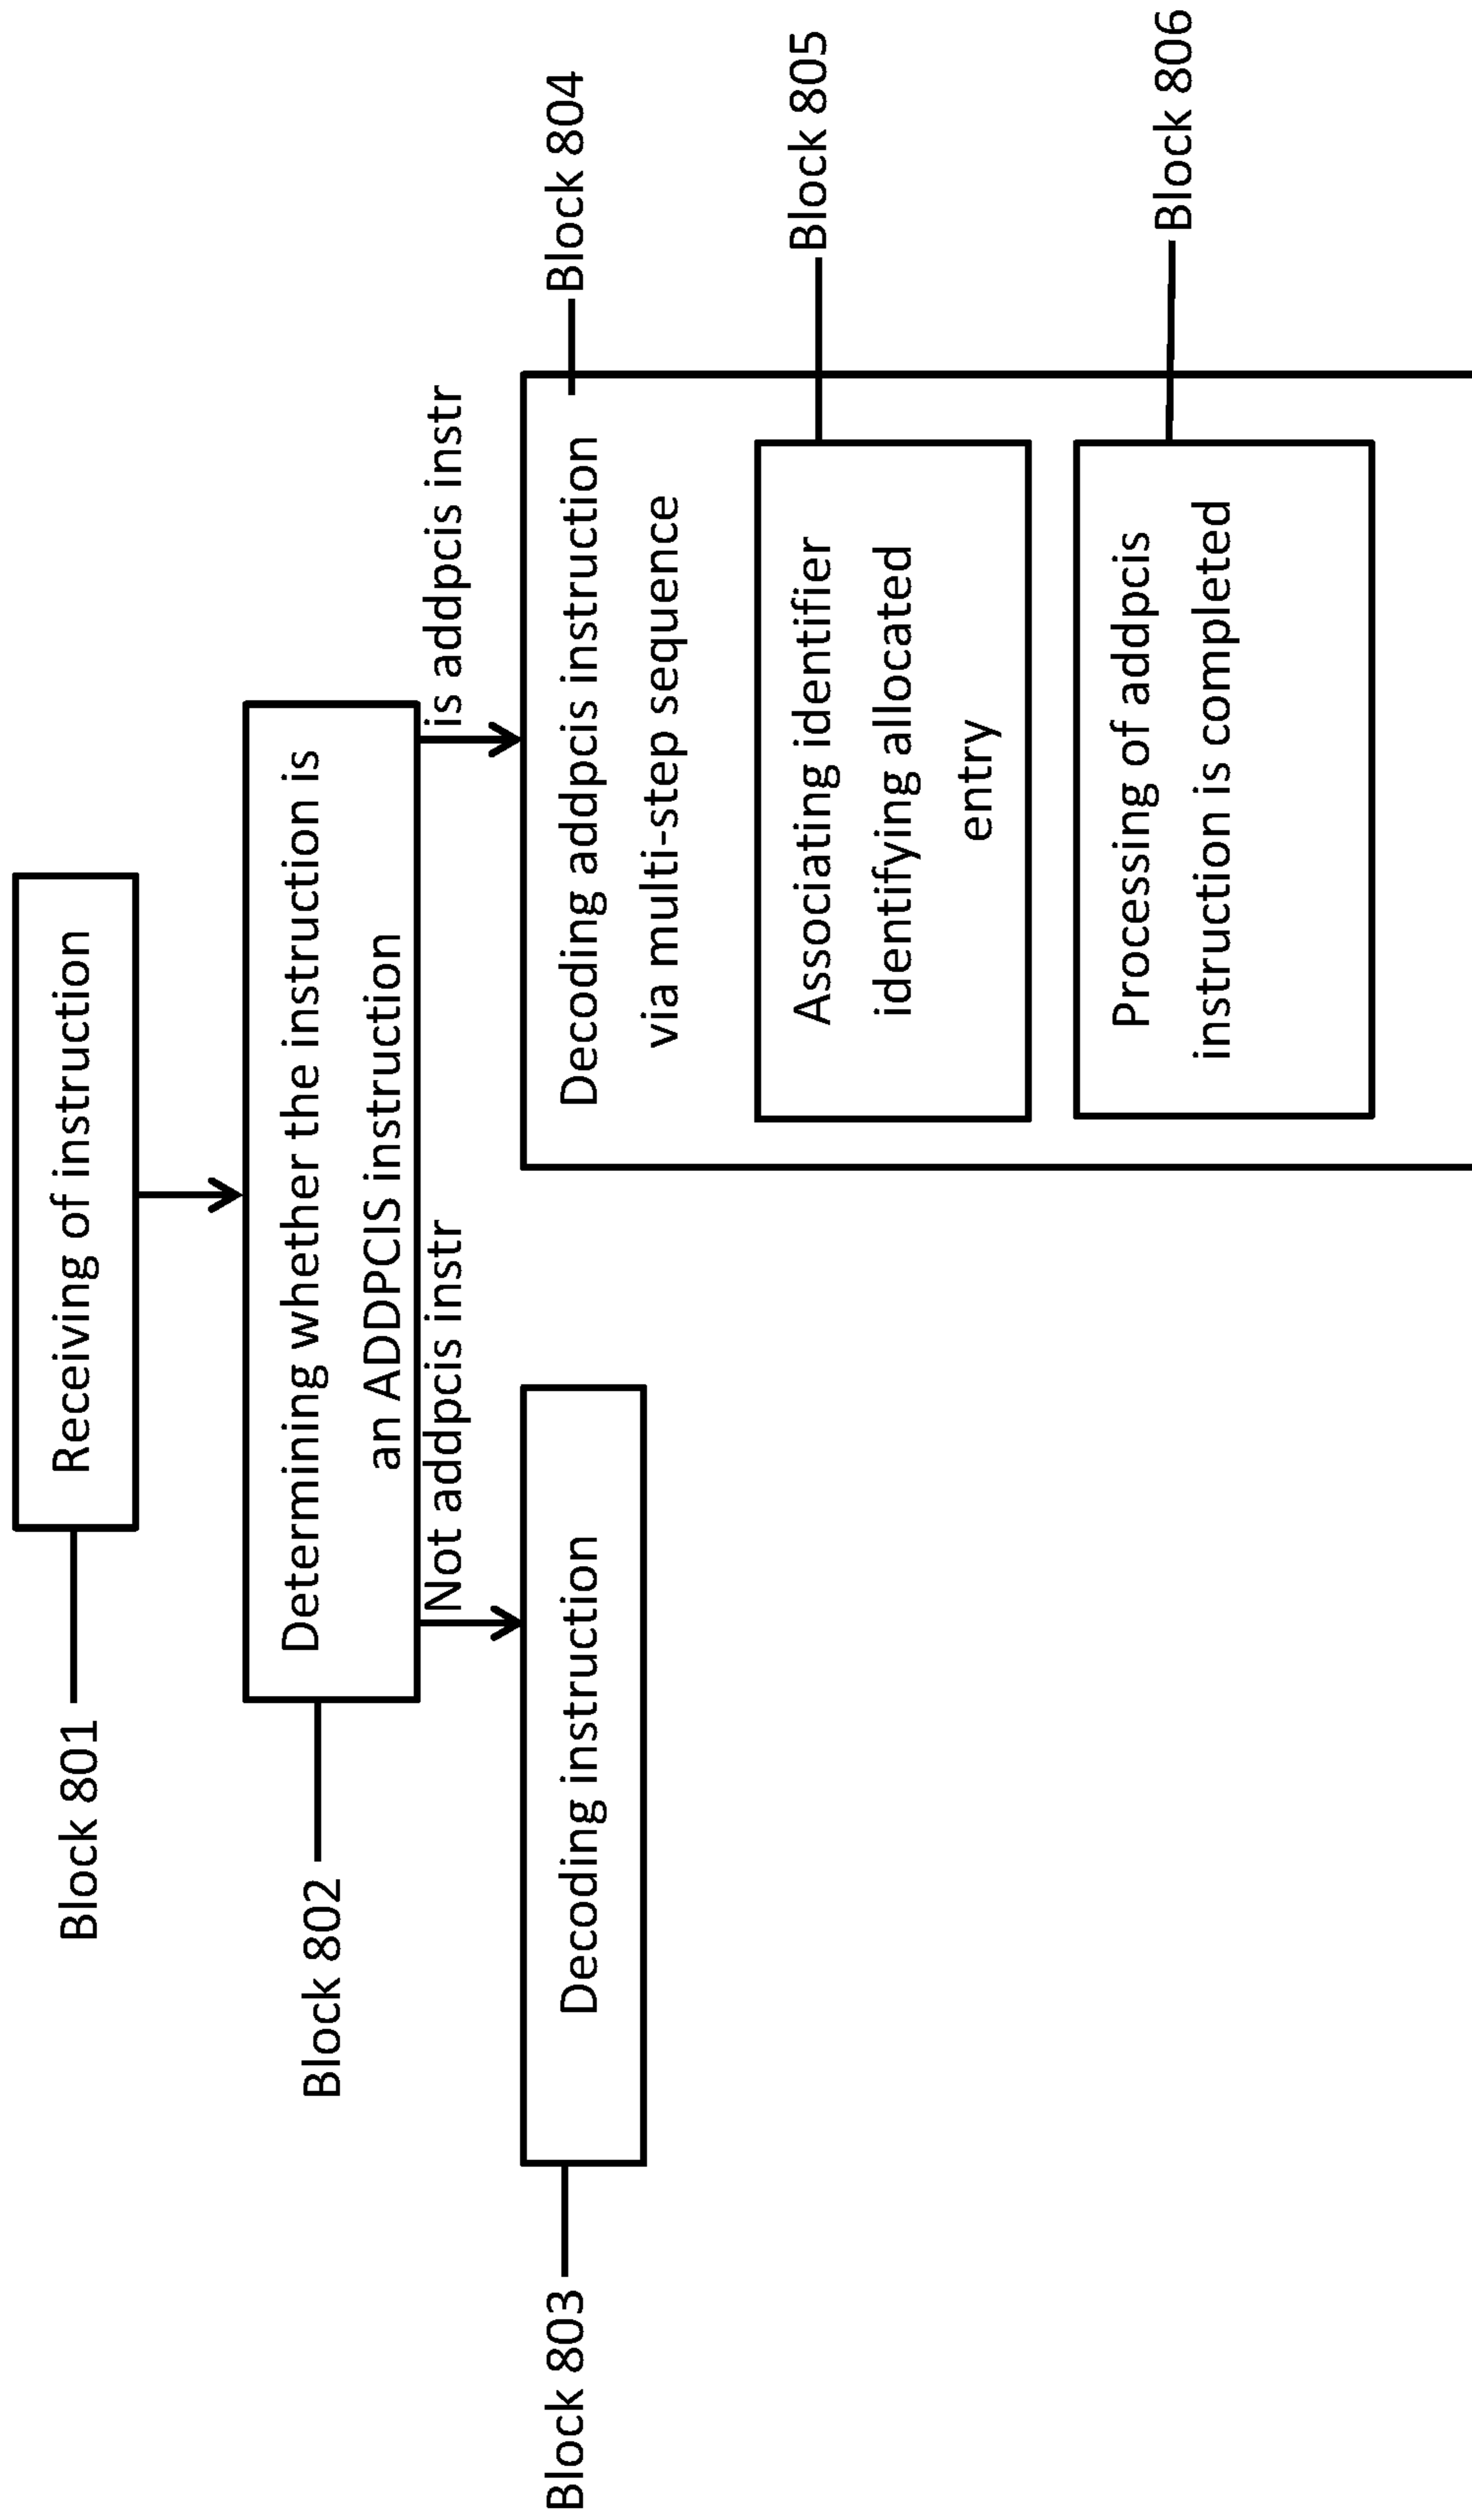 Block 801
Receiving of instruction
Block 802
Determining whether the instruction is
an ADDPCIS instruction
Not addpcis instr
is addpcis instr
Block 803
Decoding instruction
Decoding addpcis instruction
via multi-step sequence
Block 804
Associating identifier
identifying allocated
entry
Block 805
Processing of addpcis
instruction is completed
Block 806